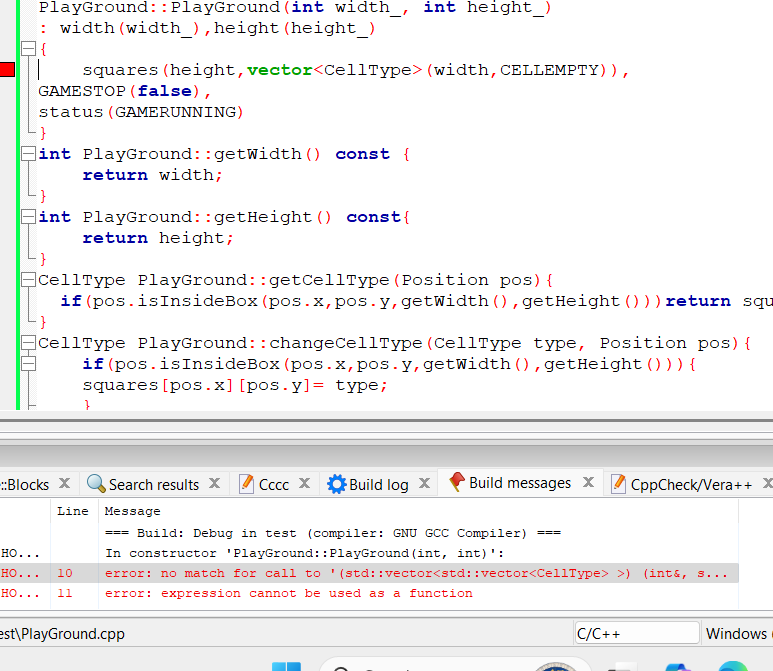 PlayGround::PlayGround(int width_, int height_)
: width(width_),height(height_)
{
squares(height,vector<CellType>(width,CELLEMPTY)),
GAMESTOP(false),
status(GAMERUNNING)
}
int PlayGround::getWidth() const {
return width;
}
int PlayGround::getHeight() const{
return height;
}
CellType PlayGround::getCellType(Position pos){
if(pos.isInsideBox(pos.x,pos.y,getWidth(),getHeight()))return squ
}
CellType PlayGround::changeCellType(CellType type, Position pos){
if(pos.isInsideBox(pos.x,pos.y,getWidth(),getHeight())){
squares[pos.x][pos.y]= type;
}
::Blocks Search results Cccc Build log Build messages CppCheck/Vera++
Line Message
=== Build: Debug in test (compiler: GNU GCC Compiler) ===
HO... In constructor 'PlayGround::PlayGround(int, int)':
HO... 10 error: no match for call to '(std::vector<std::vector<CellType> >) (int&, s...
HO... 11 error: expression cannot be used as a function
est\PlayGround.cpp C/C++ Windows (